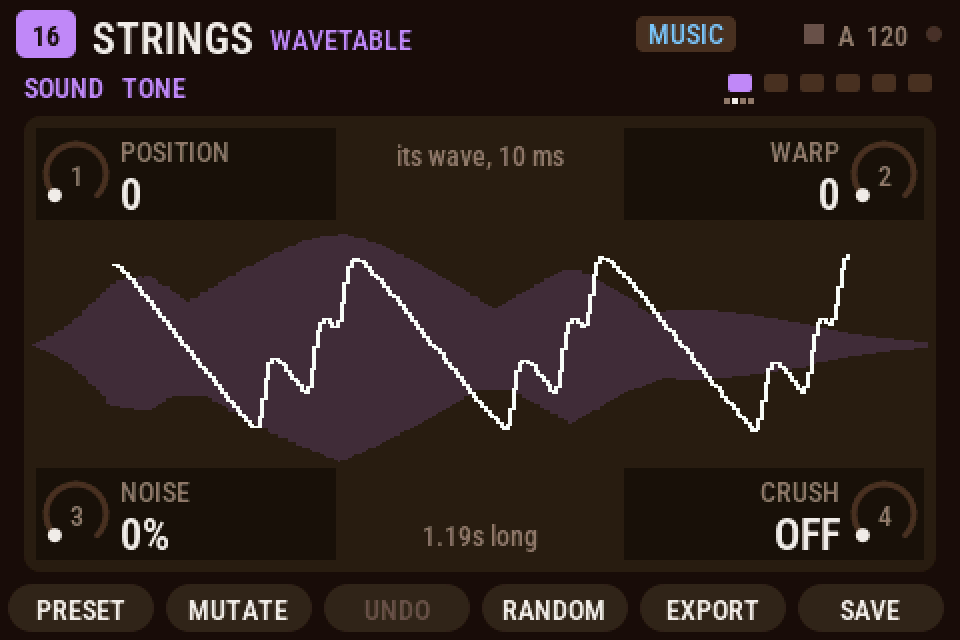 16 STRINGS WAVETABLE MUSIC A 120
SOUND TONE
1 POSITION 0
its wave, 10 ms
WARP 0 2
3 NOISE 0%
1.19s long
CRUSH OFF 4
PRESET MUTATE UNDO RANDOM EXPORT SAVE